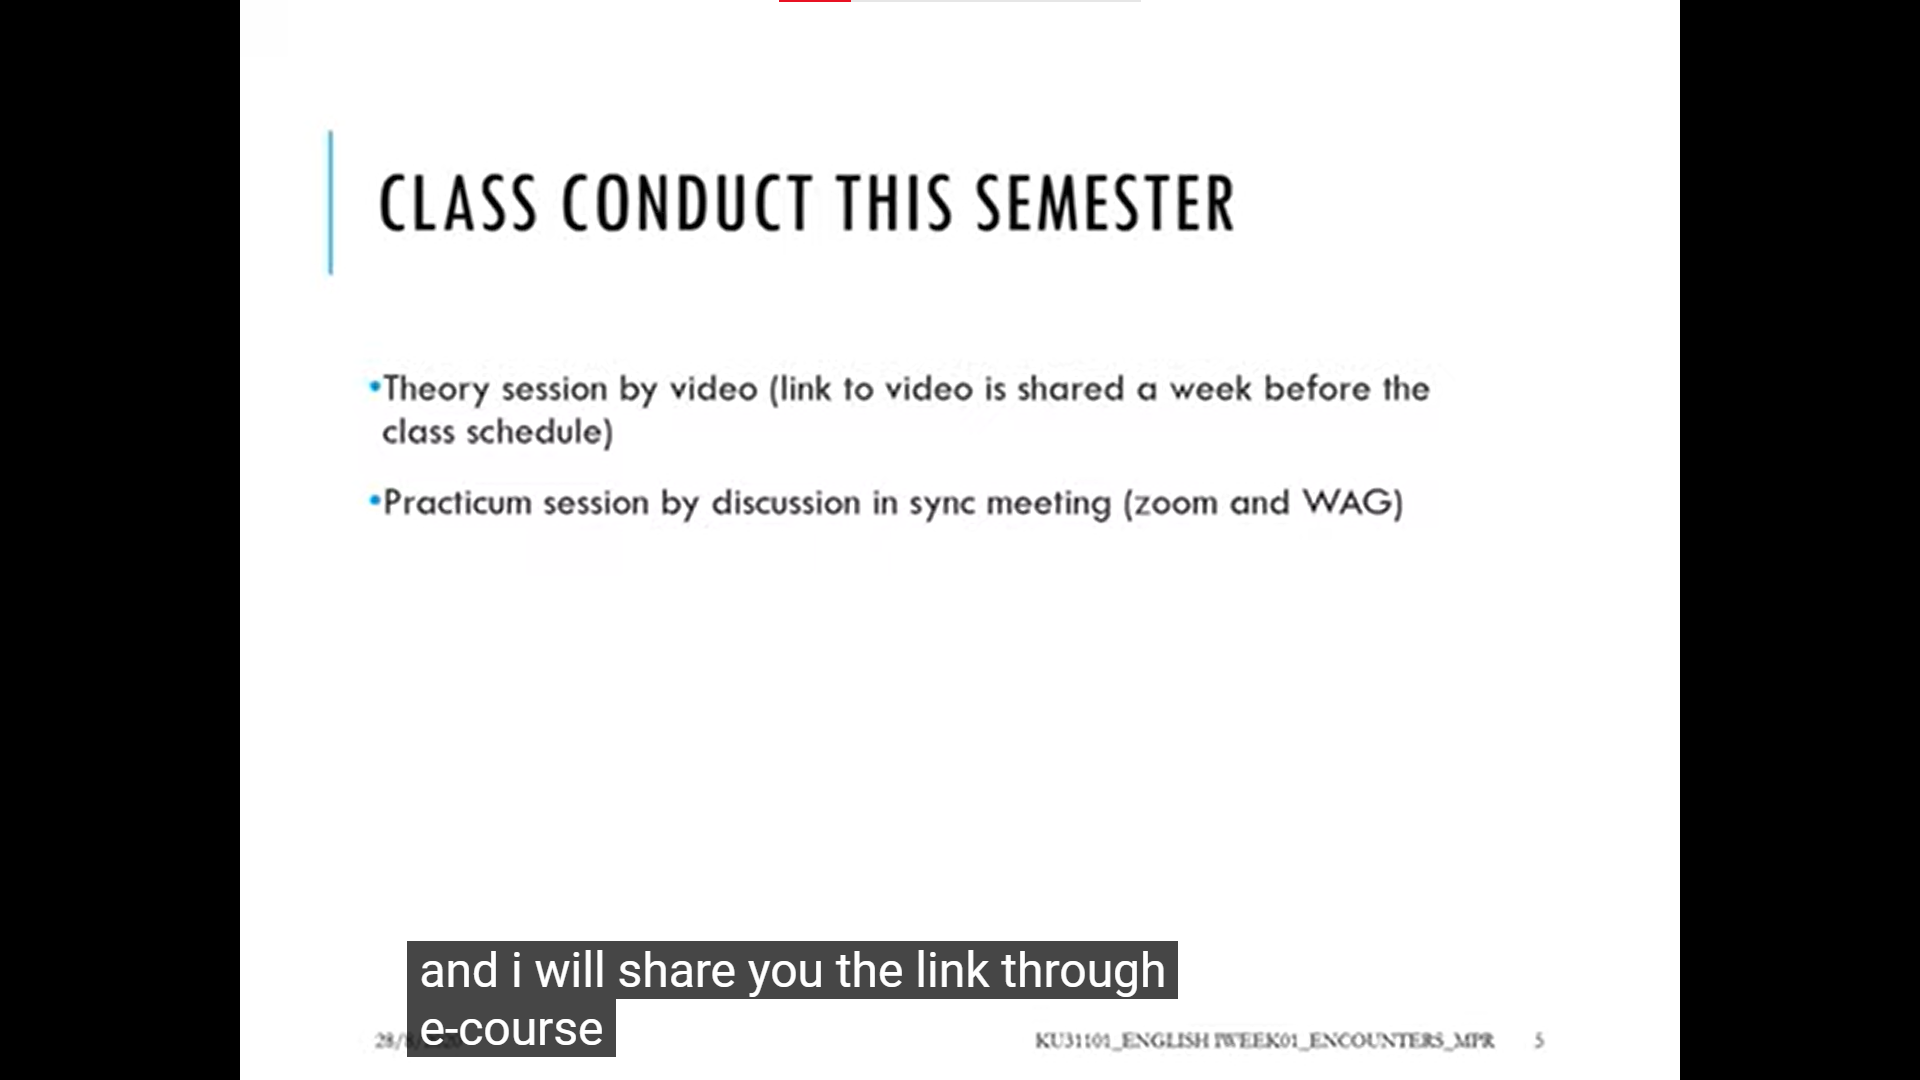 CLASS CONDUCT THIS SEMESTER
•Theory session by video (link to video is shared a week before the
class schedule)
•Practicum session by discussion in sync meeting (zoom and WAG)
and i will share you the link through
e-course
KU31101_ENGLISH IWEEK01_ENCOUNTERS_MPR 5